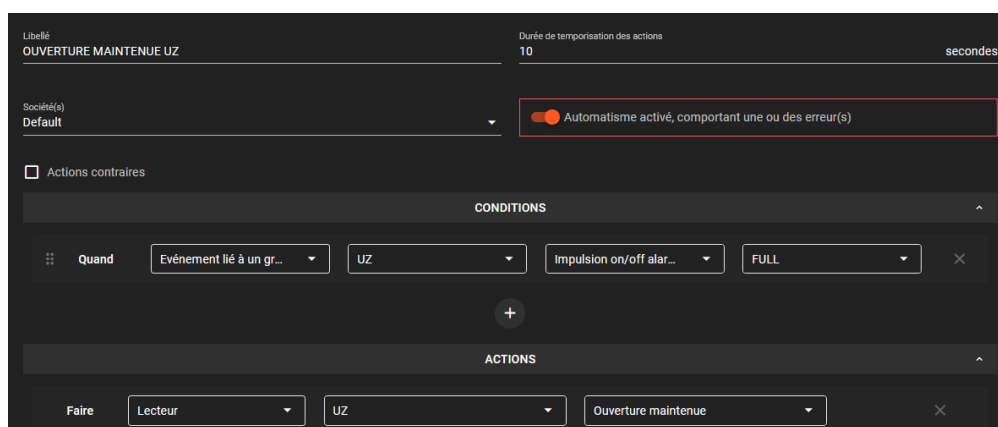 Libellé
OUVERTURE MAINTENUE UZ
Durée de temporisation des actions
10 secondes
Société(s)
Default
Automatisme activé, comportant une ou des erreur(s)
Actions contraires
CONDITIONS
Quand Evénement lié à un gr... UZ Impulsion on/off alar... FULL
+
ACTIONS
Faire Lecteur UZ Ouverture maintenue